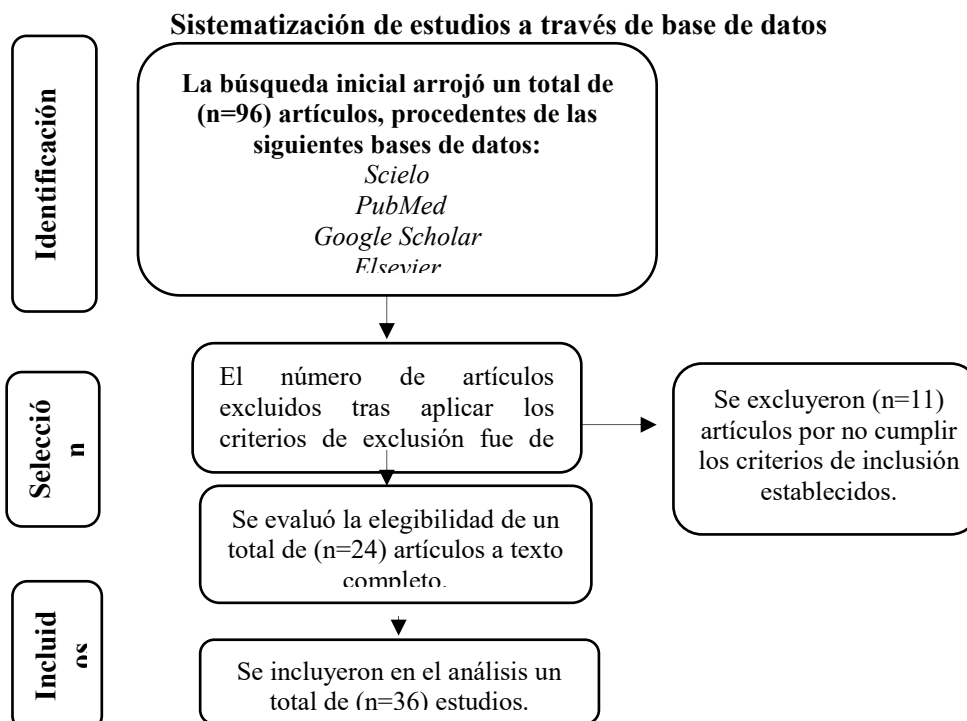 Sistematización de estudios a través de base de datos
Identificación
La búsqueda inicial arrojó un total de
(n=96) artículos, procedentes de las
siguientes bases de datos:
Scielo
PubMed
Google Scholar
Elsevier
Selecció
n
El número de artículos
excluidos tras aplicar los
criterios de exclusión fue de
Se excluyeron (n=11)
artículos por no cumplir
los criterios de inclusión
establecidos.
Se evaluó la elegibilidad de un
total de (n=24) artículos a texto
completo.
Incluid
os
Se incluyeron en el análisis un
total de (n=36) estudios.